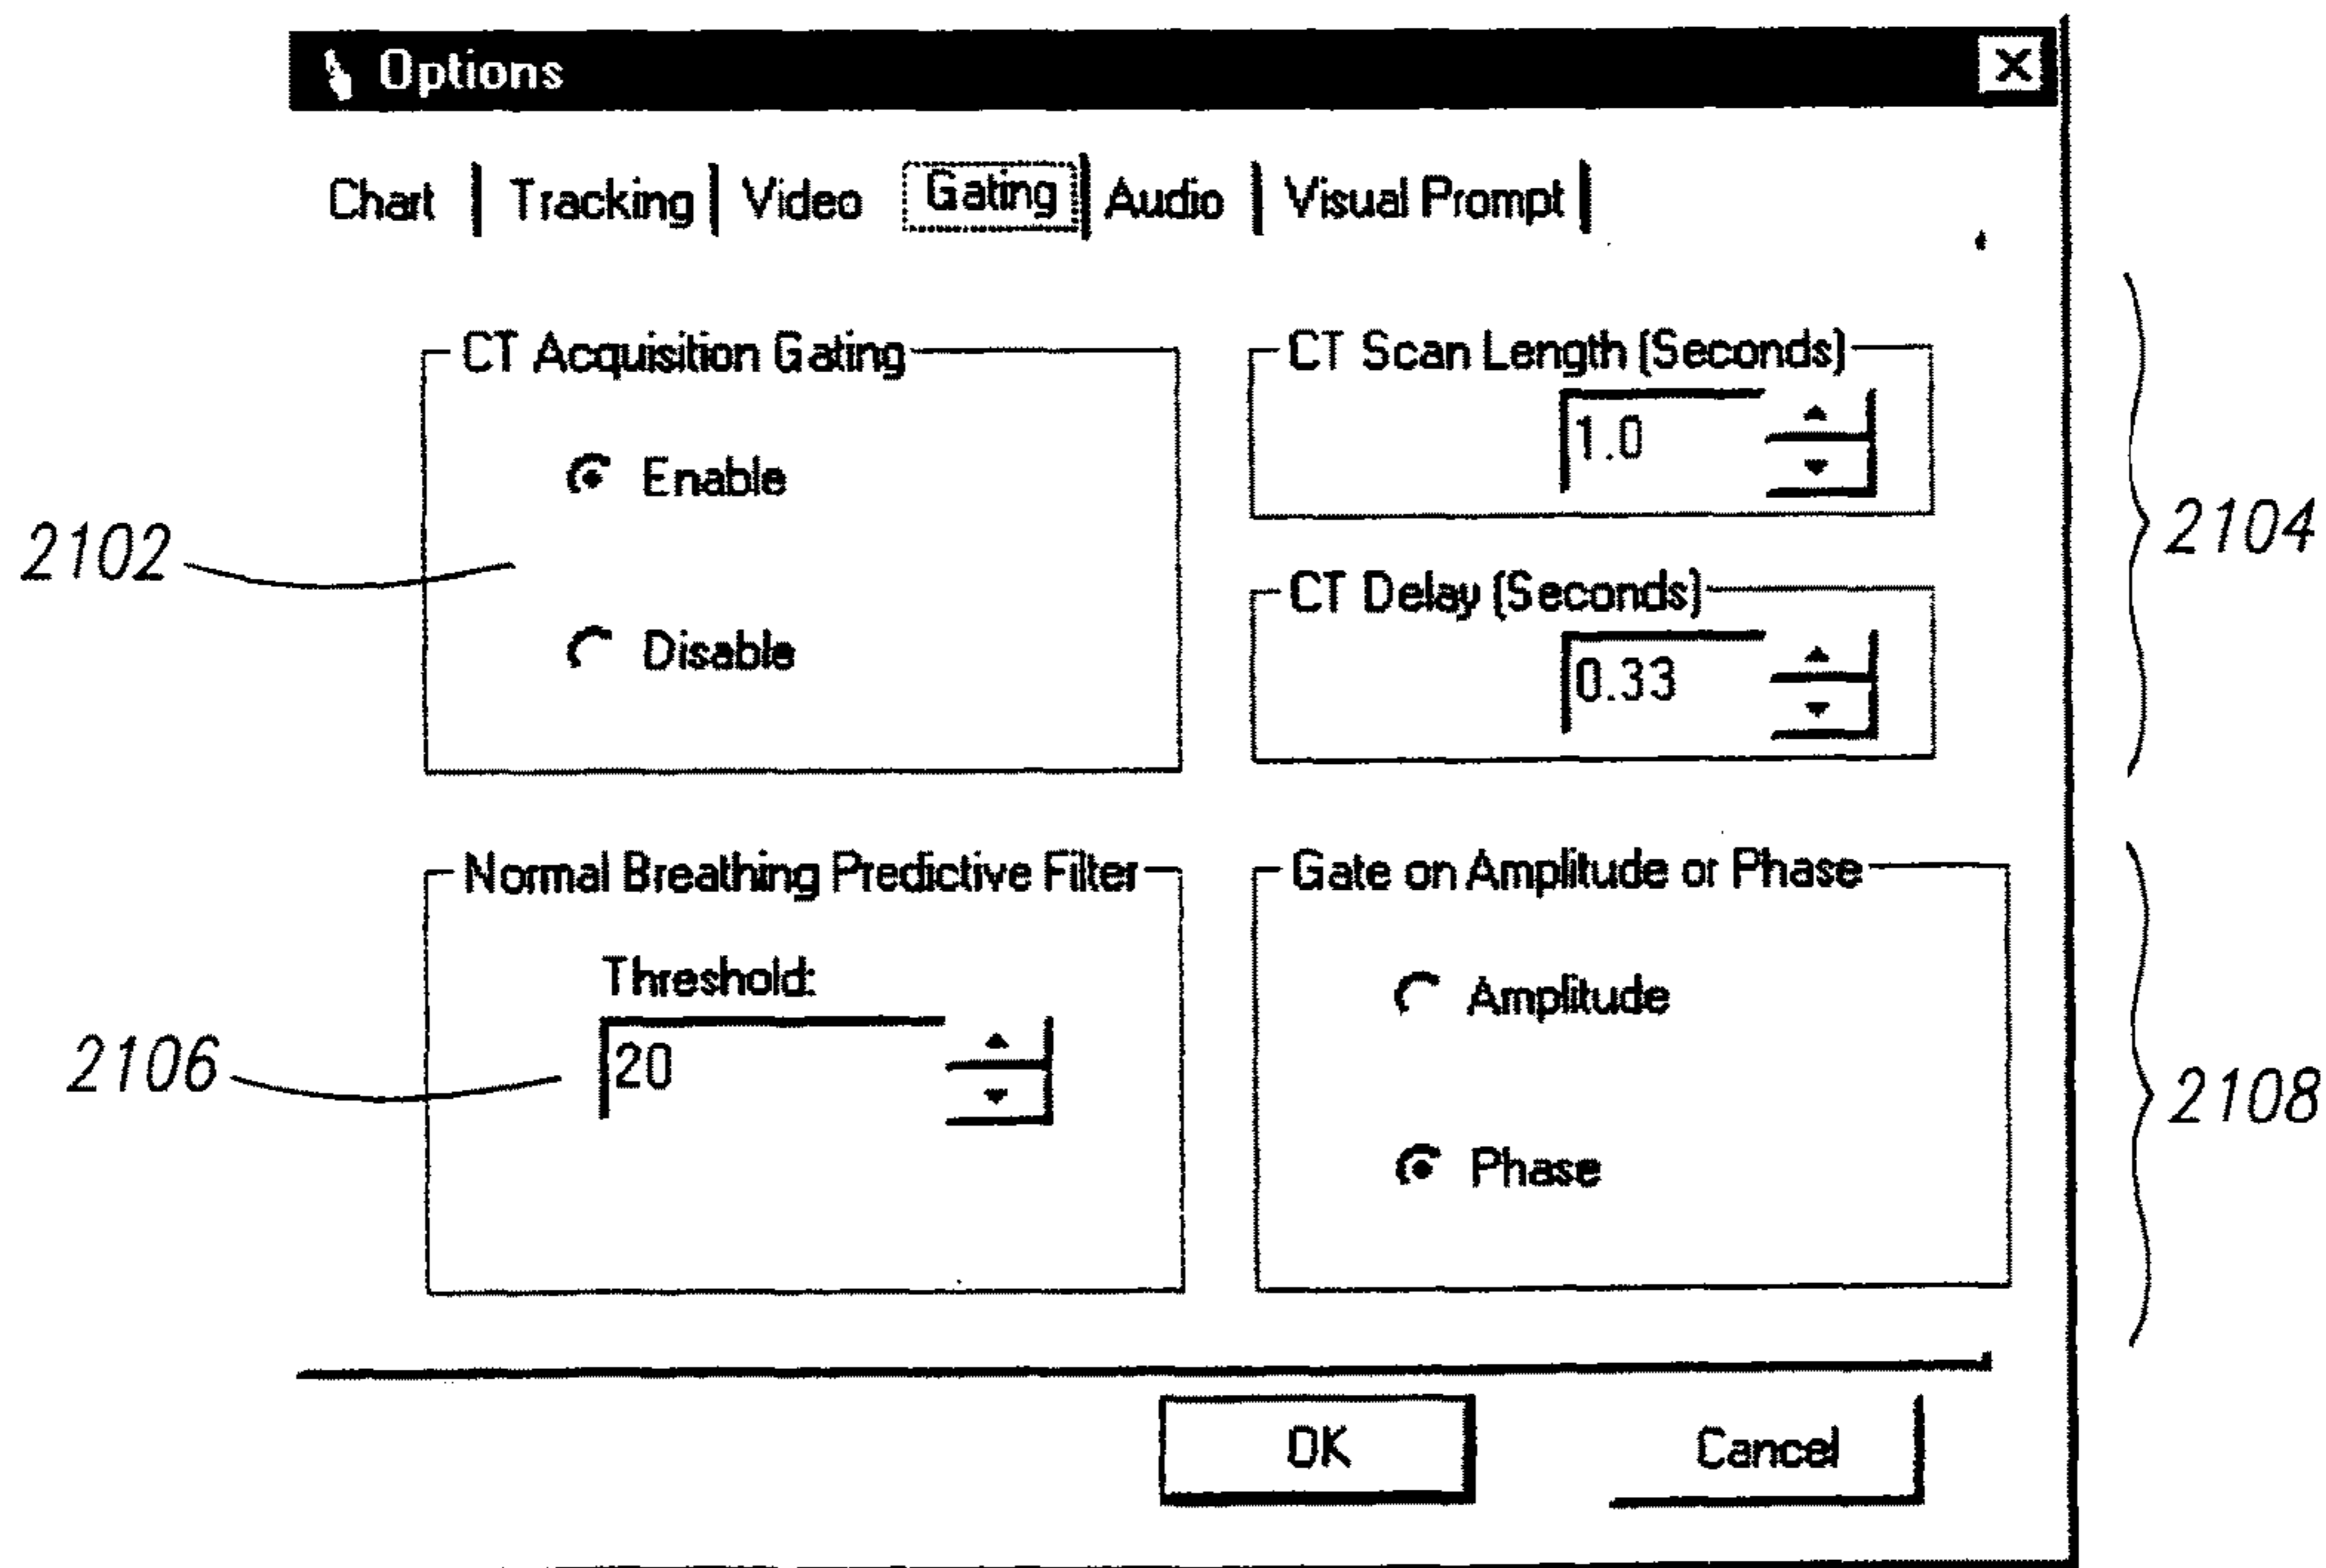 Options
Chart Tracking Video Gating Audio Visual Prompt
CT Acquisition Gating
Enable
Disable
2102
CT Scan Length (Seconds)
1.0
CT Delay (Seconds)
0.33
2104
Normal Breathing Predictive Filter
Threshold:
20
2106
Gate on Amplitude or Phase
Amplitude
Phase
2108
OK Cancel